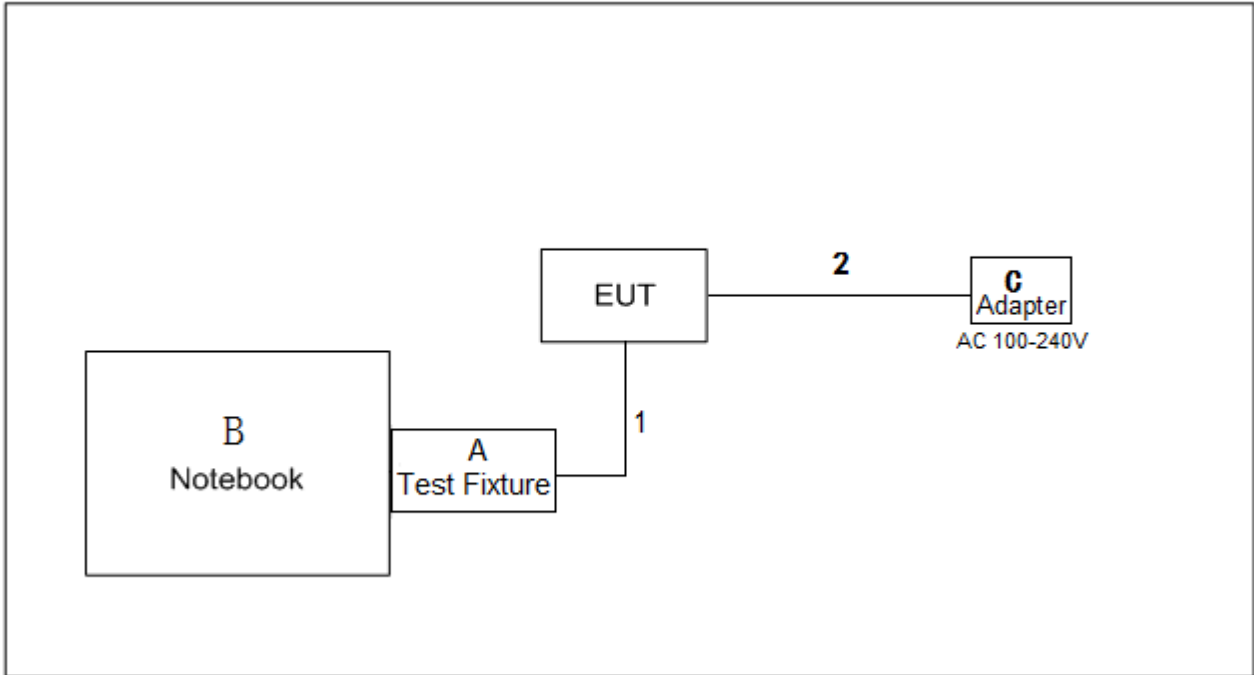 2
EUT
C
Adapter
AC 100-240V
1
B
Notebook
A
Test Fixture